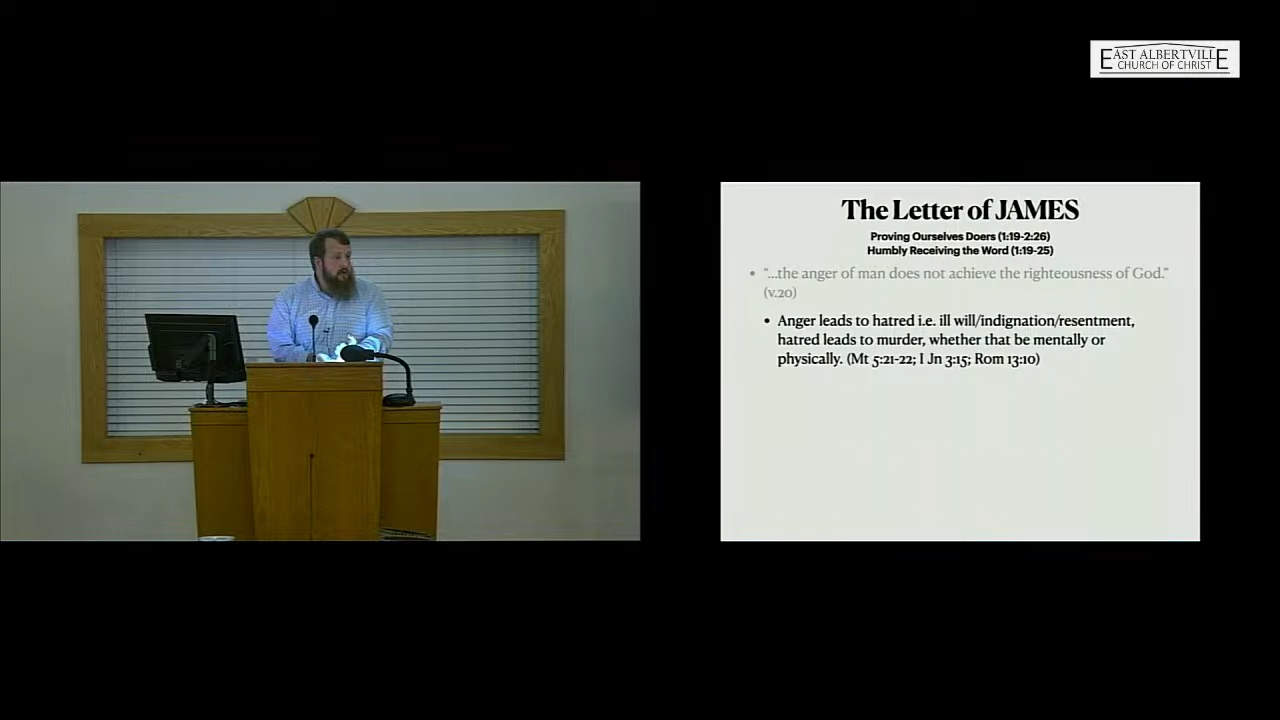 EAST ALBERTVILLE
CHURCH OF CHRIST
The Letter of JAMES
Proving Ourselves Doers (1:19-2:26)
Humbly Receiving the Word (1:19-25)
• “...the anger of man does not achieve the righteousness of God.”
(v.20)
• Anger leads to hatred i.e. ill will/indignation/resentment,
hatred leads to murder, whether that be mentally or
physically. (Mt 5:21-22; I Jn 3:15; Rom 13:10)